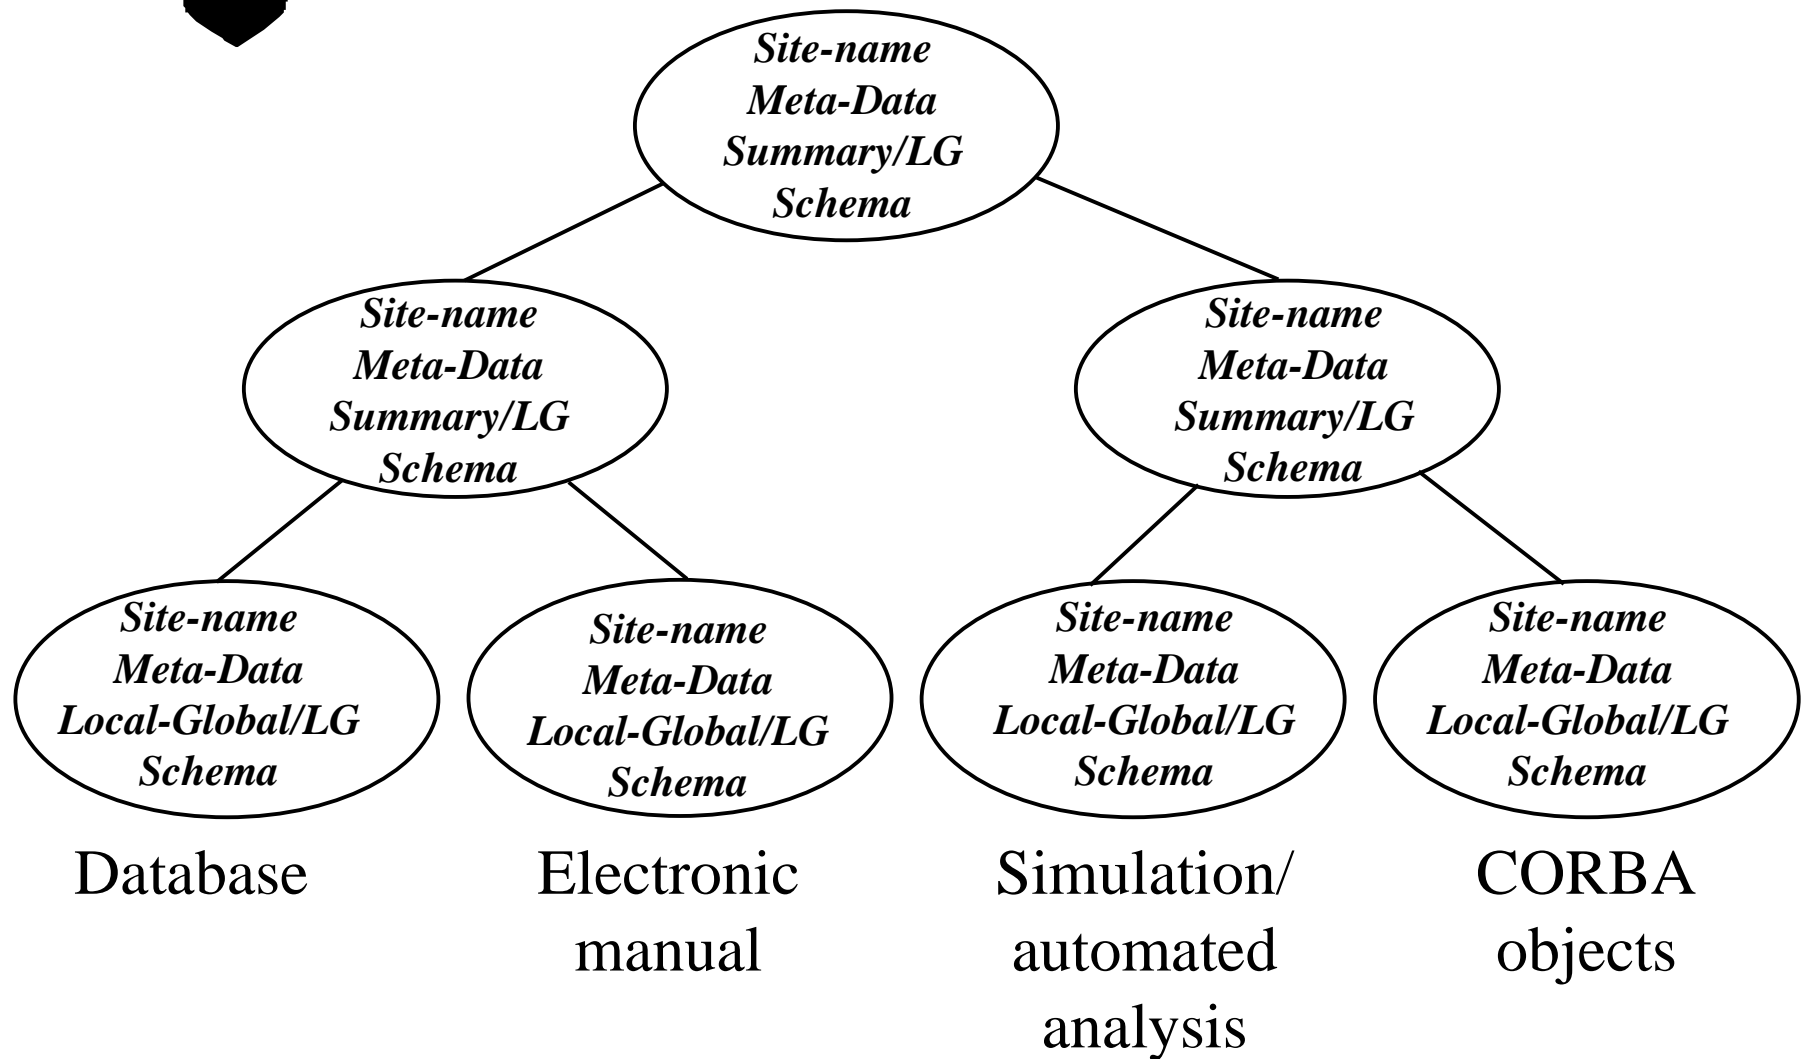 Site-name
Meta-Data
Summary/LG
Schema
Site-name
Meta-Data
Summary/LG
Schema
Site-name
Meta-Data
Summary/LG
Schema
Site-name
Meta-Data
Local-Global/LG
Schema
Site-name
Meta-Data
Local-Global/LG
Schema
Site-name
Meta-Data
Local-Global/LG
Schema
Site-name
Meta-Data
Local-Global/LG
Schema
Database
Electronic
manual
Simulation/
automated
analysis
CORBA
objects